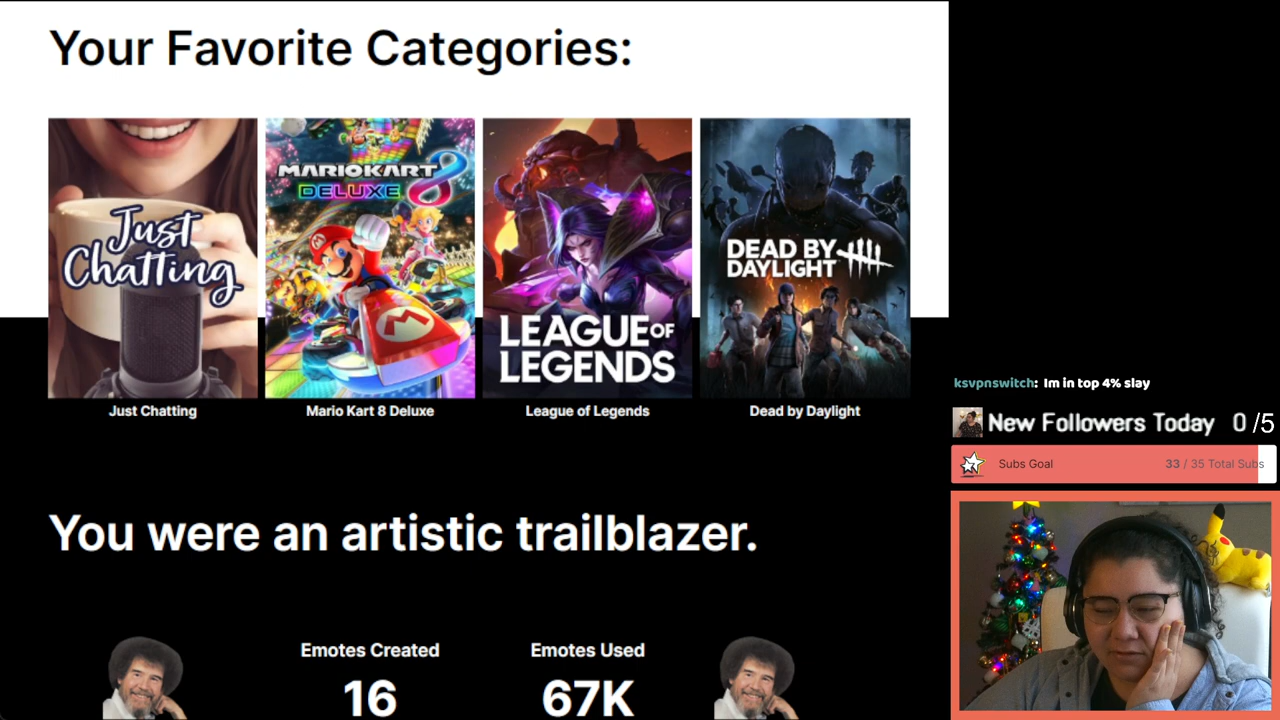 Your Favorite Categories:
Just
Chatting
MARIOKART 8
DELUXE
LEAGUE OF
LEGENDS
DEAD BY
DAYLIGHT
Just Chatting
Mario Kart 8 Deluxe
League of Legends
Dead by Daylight
ksvpnswitch: Im in top 4% slay
New Followers Today 0 /5
Subs Goal 33 / 35 Total Subs
You were an artistic trailblazer.
Emotes Created
Emotes Used
16
67K